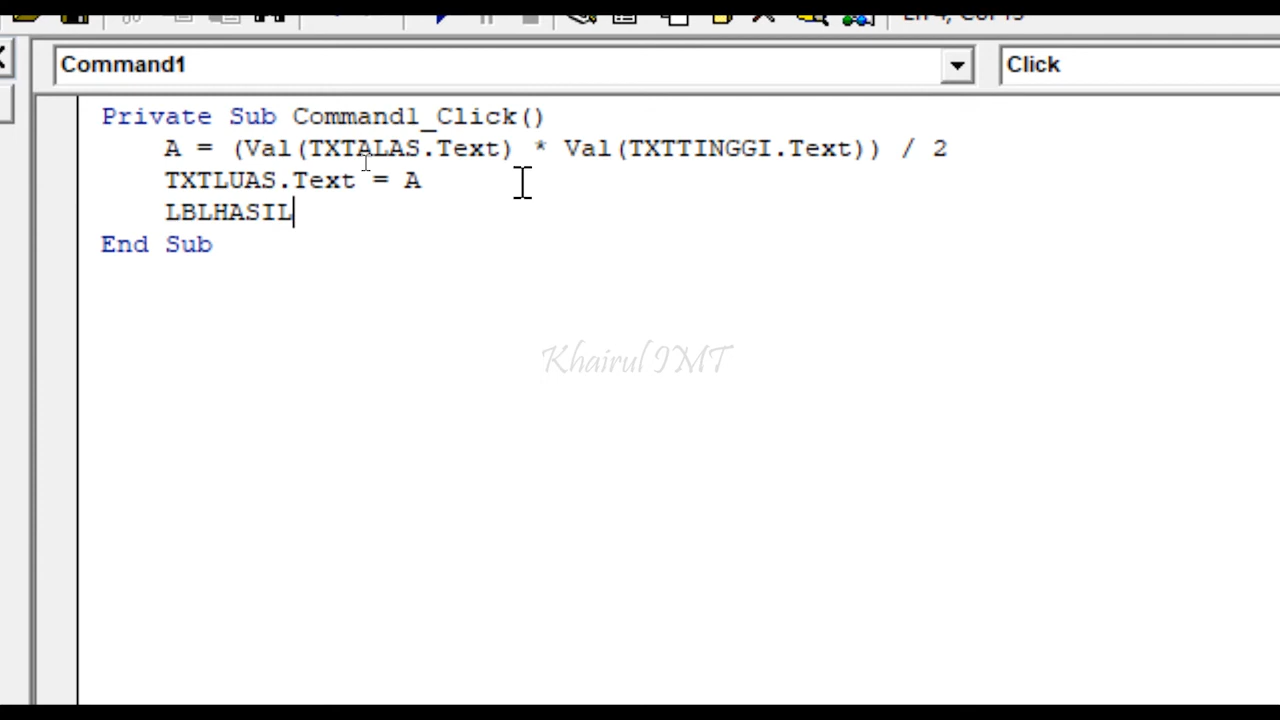 Command1
Click
Private Sub Command1_Click()
A = (Val(TXTALAS.Text) * Val(TXTTINGGI.Text)) / 2
TXTLUAS.Text = A
LBLHASIL
End Sub
Khairul IMT